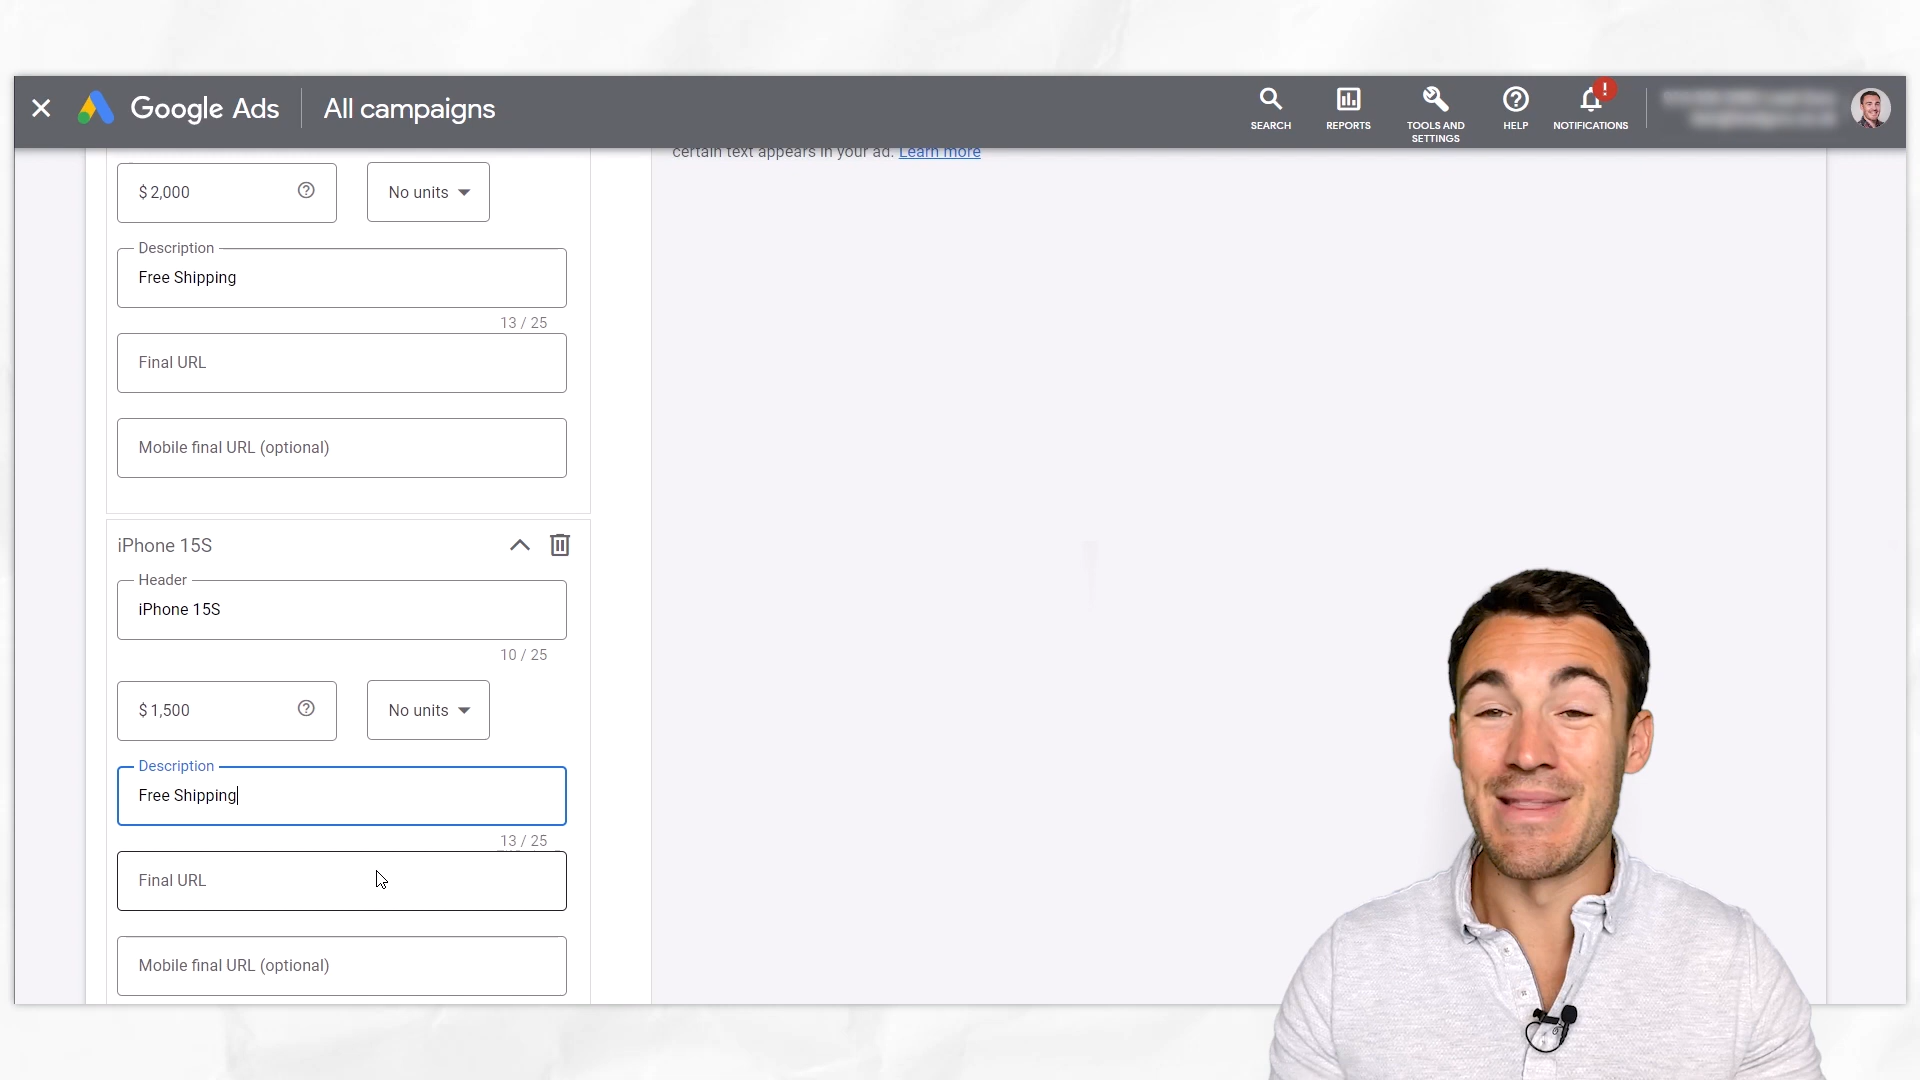 Google Ads
All campaigns
SEARCH
REPORTS
TOOLS AND
SETTINGS
HELP
!
NOTIFICATIONS
certain text appears in your ad. Learn more
$ 2,000
No units
Description
Free Shipping
13 / 25
Final URL
Mobile final URL (optional)
iPhone 15S
Header
iPhone 15S
10 / 25
$ 1,500
No units
Description
Free Shipping
13 / 25
Final URL
Mobile final URL (optional)